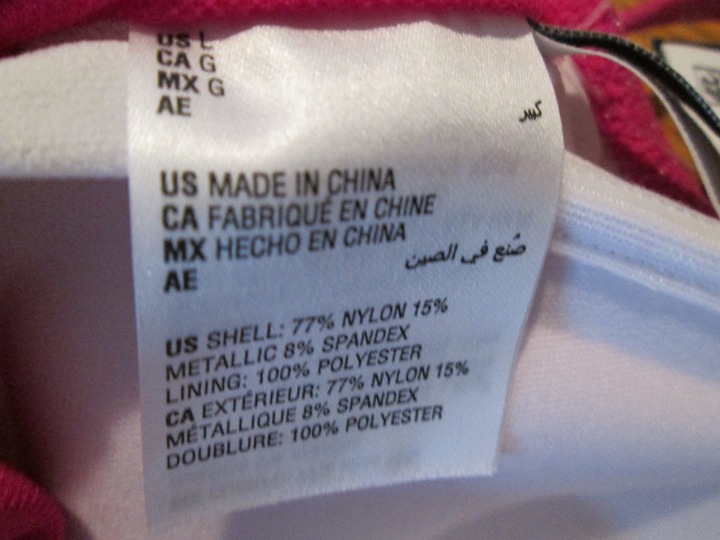 US L
CA G
MX G
AE كبير
US MADE IN CHINA
CA FABRIQUÉ EN CHINE
MX HECHO EN CHINA
AE صُنع في الصين
US SHELL: 77% NYLON 15%
METALLIC 8% SPANDEX
LINING: 100% POLYESTER
CA EXTÉRIEUR: 77% NYLON 15%
MÉTALLIQUE 8% SPANDEX
DOUBLURE: 100% POLYESTER